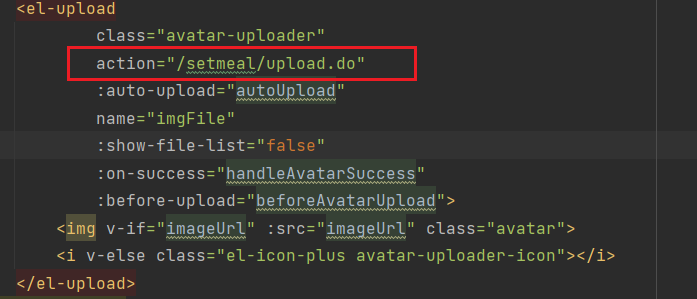 <el-upload
class="avatar-uploader"
action="/setmeal/upload.do"
:auto-upload="autoUpload"
name="imgFile"
:show-file-list="false"
:on-success="handleAvatarSuccess"
:before-upload="beforeAvatarUpload">
<img v-if="imageUrl" :src="imageUrl" class="avatar">
<i v-else class="el-icon-plus avatar-uploader-icon"></i>
</el-upload>